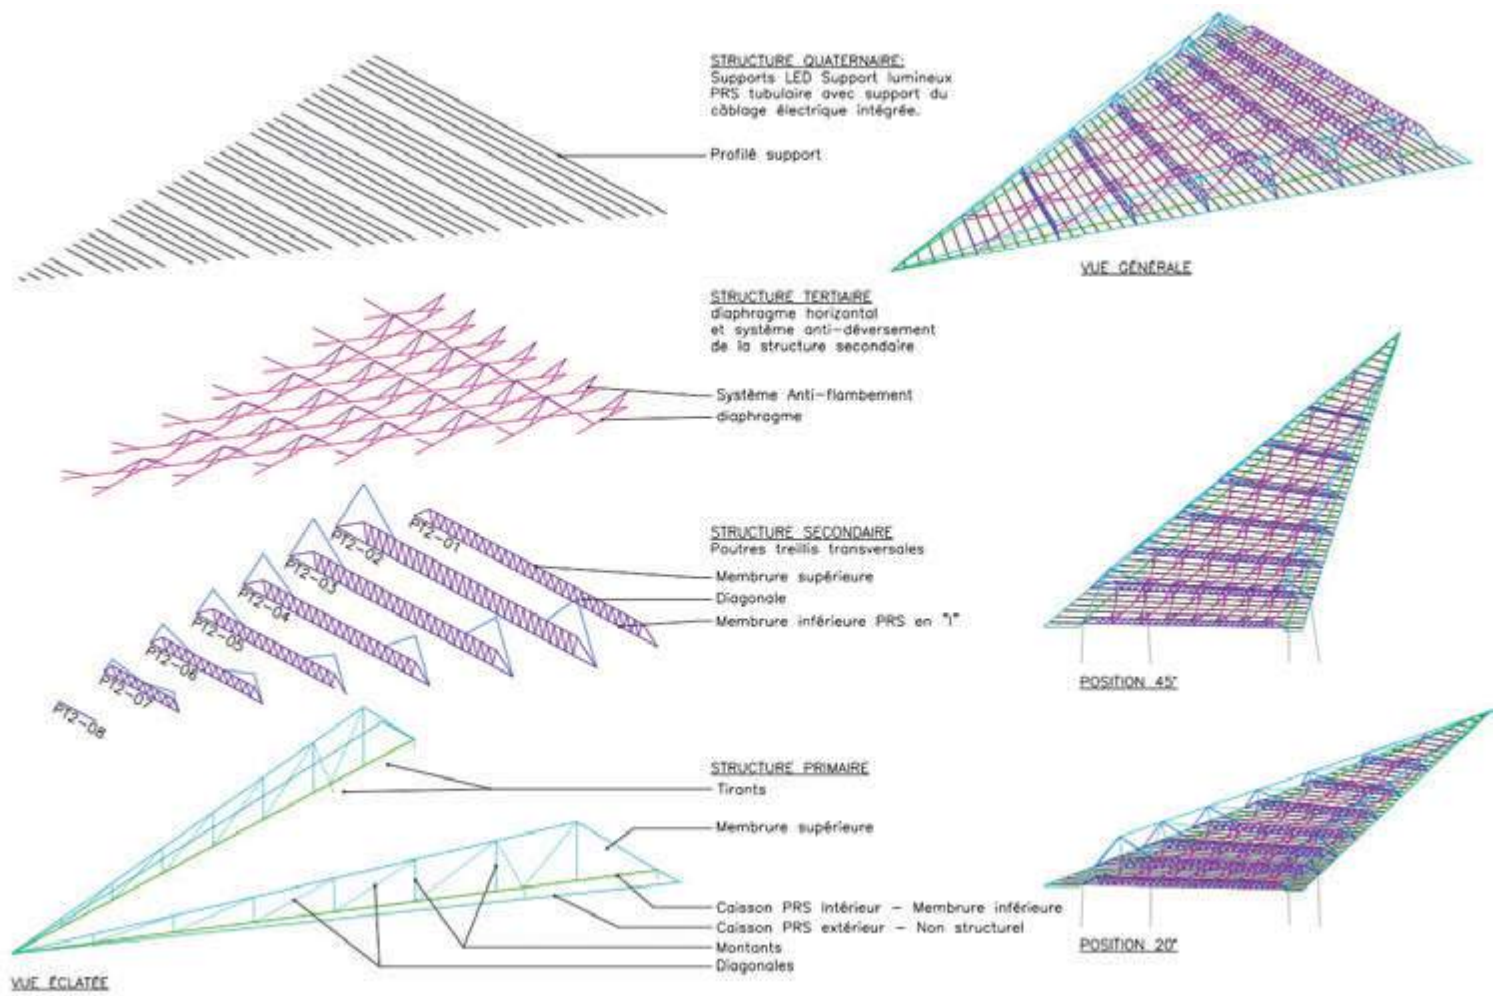 STRUCTURE QUATERNAIRE:
Supports LED Support lumineux
PRS tubulaire avec support du
câblage électrique intégrée.
Profilé support
VUE GÉNÉRALE
STRUCTURE TERTIAIRE
diaphragme horizontal
et système anti-déversement
de la structure secondaire
Système Anti-flambement
diaphragme
PT2-01
PT2-02
PT2-03
PT2-04
PT2-05
PT2-06
PT2-07
PT2-08
STRUCTURE SECONDAIRE
Poutres treillis transversales
Membrure supérieure
Diagonale
Membrure inférieure PRS en "I"
POSITION 45°
STRUCTURE PRIMAIRE
Tirants
Membrure supérieure
Caisson PRS Intérieur - Membrure inférieure
Caisson PRS extérieur - Non structurel
Montants
Diagonales
VUE ÉCLATÉE
POSITION 20°